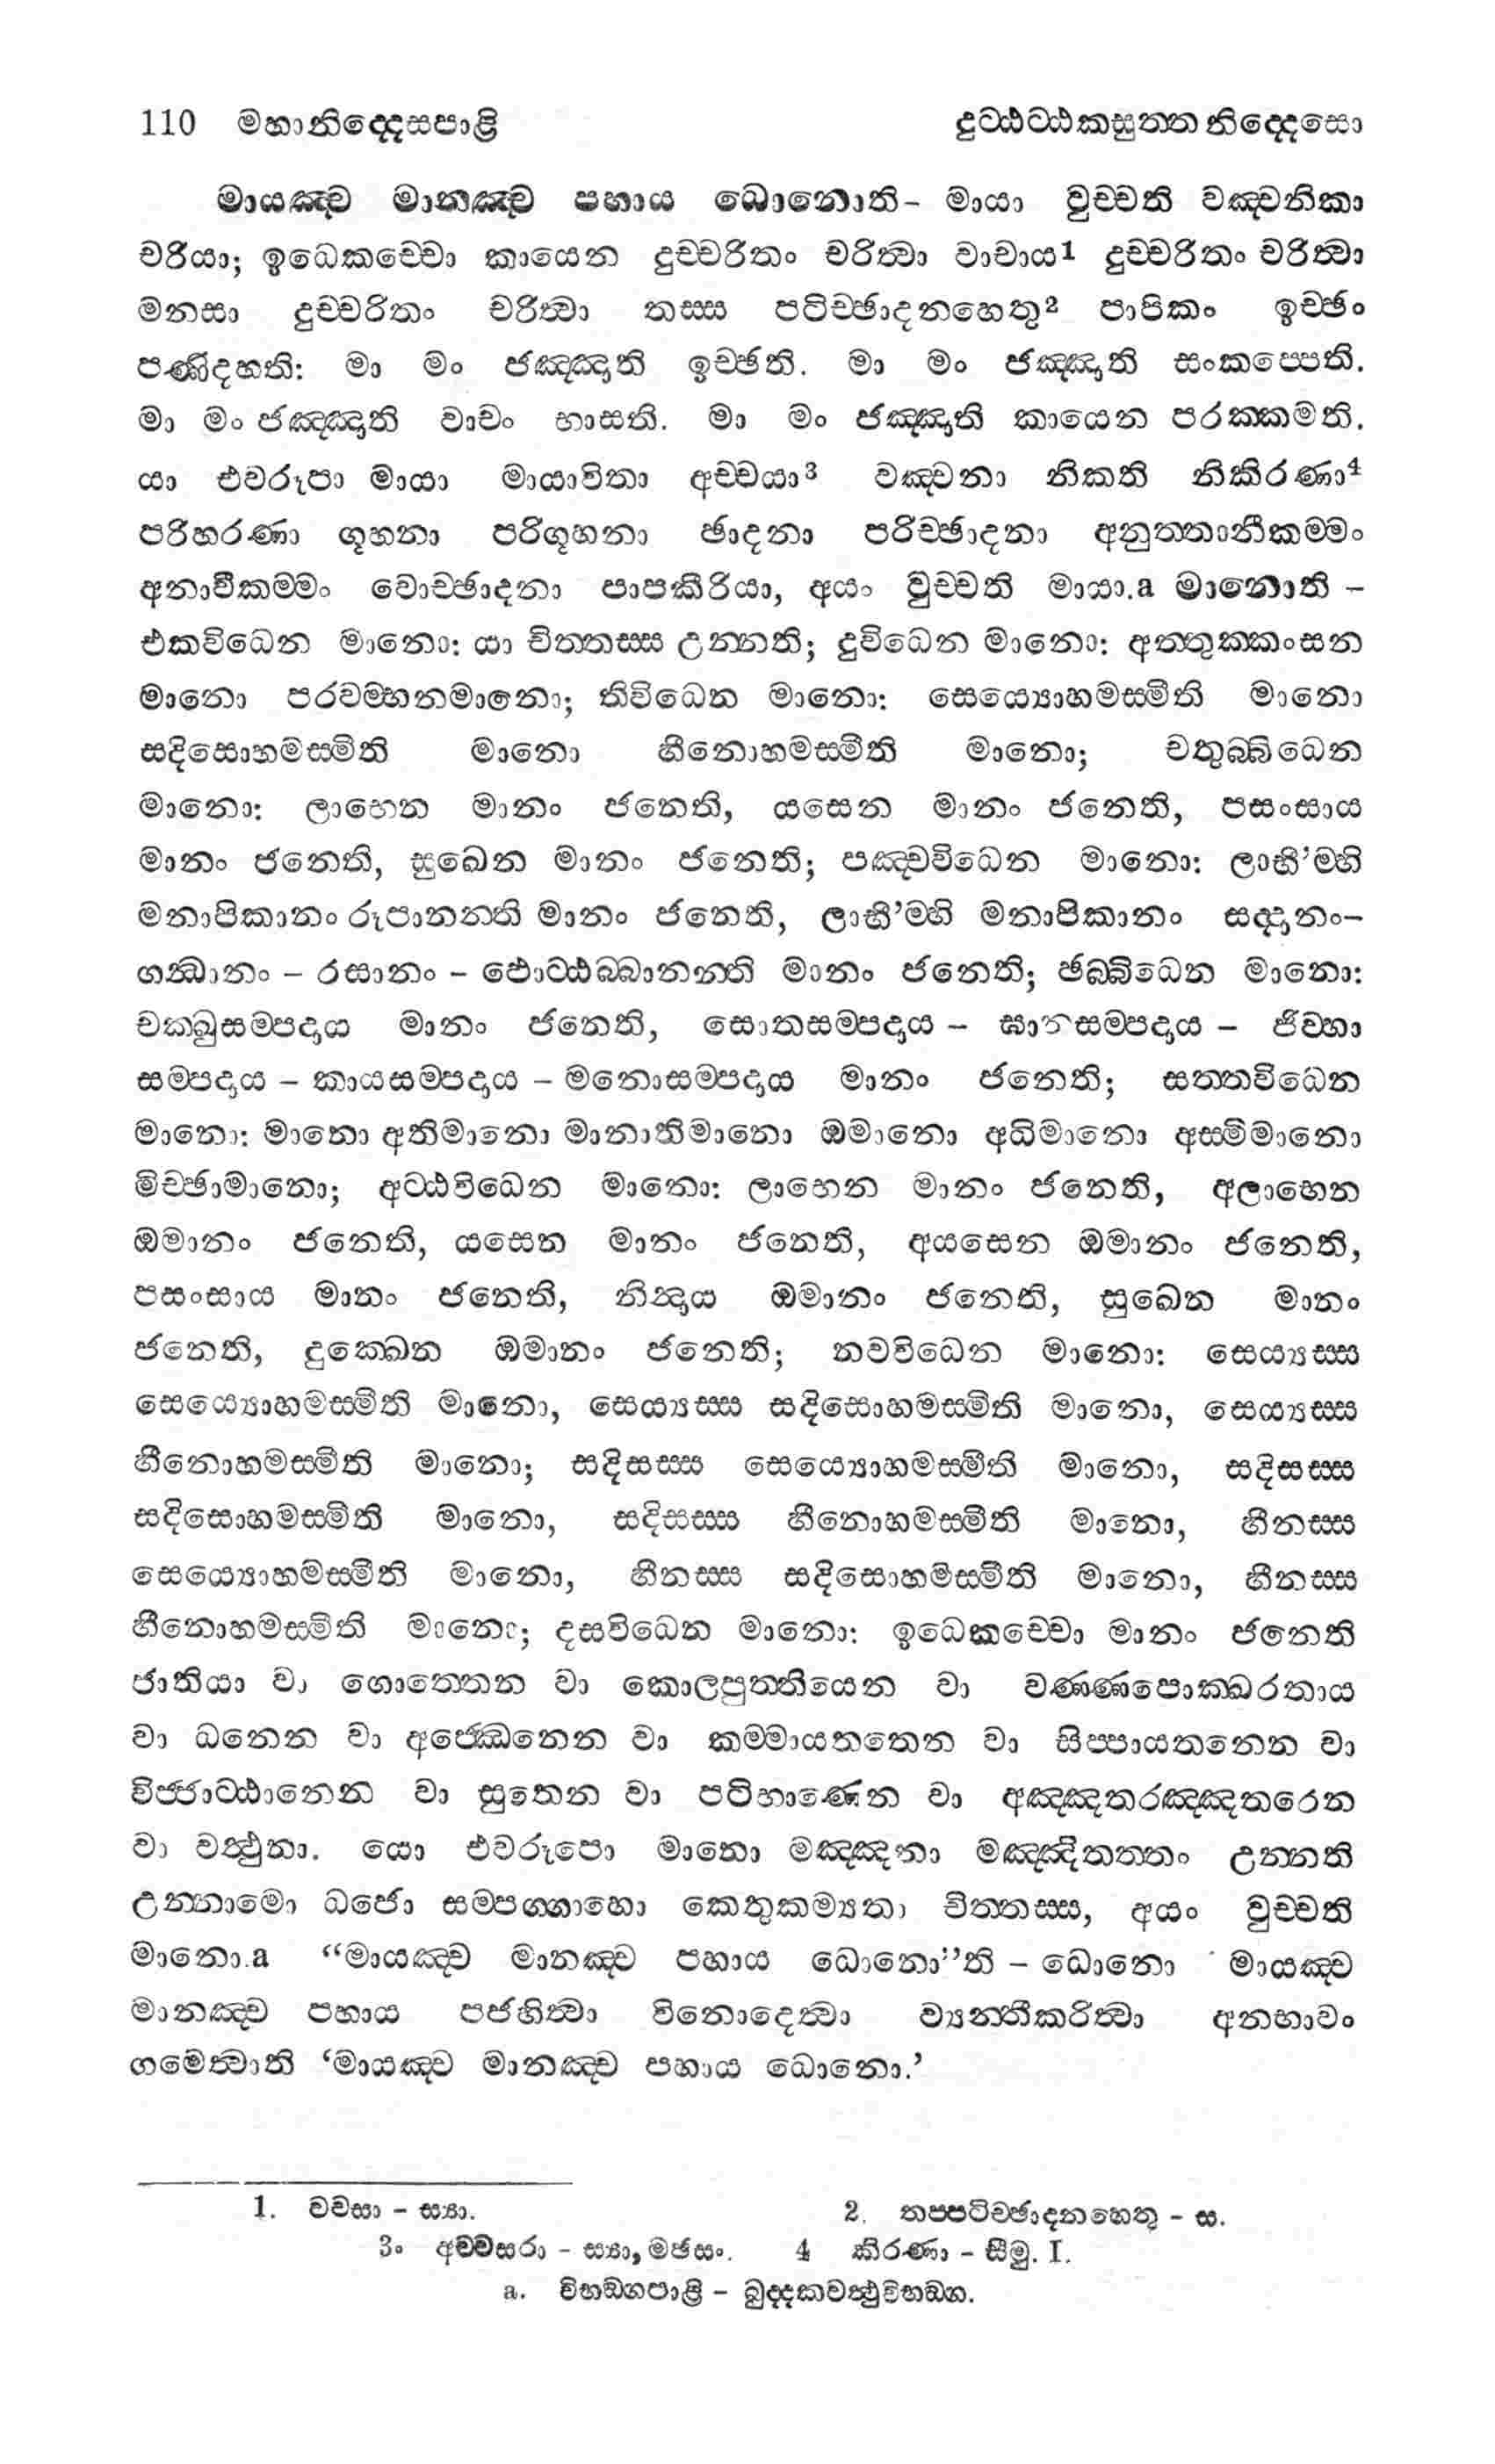 110 මහානිද්දෙසපාළි දුට්ඨට්ඨකසුත්ත නිද්දෙසො
මායඤ්ච මානඤ්ච පහාය ධොනොති- මායා වුච්චති වඤ්චනිකා
චරියා; ඉධෙකච්චො කායෙන දුච්චරිතං චරිත්වා වාචාය1 දුච්චරිතං චරිත්වා
මනසා දුච්චරිතං චරිත්වා තස්ස පටිච්ඡාදනහෙතු2 පාපිකං ඉච්ඡං
පණිදහති: මා මං ජඤ්ඤාති ඉච්ඡති. මා මං ජඤ්ඤාති සංකප්පෙති.
මා මං ජඤ්ඤාති වාචං භාසති. මා මං ජඤ්ඤාති කායෙන පරක්කමති.
යා එවරූපා මායා මායාවිතා අච්චයා3 වඤ්චනා නිකති නිකිරණා4
පරිහරණා ගූහනා පරිගූහනා ඡාදනා පරිච්ඡාදනා අනුත්තානීකම්මං
අනාවීකම්මං වොච්ඡාදනා පාපකිරියා, අයං වුච්චති මායා.a මානොති –
එකවිධෙන මානො: යා චිත්තස්ස උන්නති; දුවිධෙන මානො: අත්තුක්කංසන
මානො පරවම්භනමානො; තිවිධෙන මානො: සෙය්‍යොහමස්මීති මානො
සදිසොහමස්මීති මානො හීනොහමස්මීති මානො; චතුබ්බිධෙන
මානො: ලාභෙන මානං ජනෙති, යසෙන මානං ජනෙති, පසංසාය
මානං ජනෙති, සුඛෙන මානං ජනෙති; පඤ්චවිධෙන මානො: ලාභී’ම්හි
මනාපිකානං රූපානන්ති මානං ජනෙති, ලාභී’ම්හි මනාපිකානං සද්දානං–
ගන්ධානං – රසානං – ඵොට්ඨබ්බානන්ති මානං ජනෙති; ඡබ්බිධෙන මානො:
චක්ඛුසම්පදාය මානං ජනෙති, සොතසම්පදාය – ඝානසම්පදාය – ජිව්හා
සම්පදාය – කායසම්පදාය – මනොසම්පදාය මානං ජනෙති; සත්තවිධෙන
මානො: මානො අතිමානො මානාතිමානො ඔමානො අධිමානො අස්මිමානො
මිච්ඡාමානො; අට්ඨවිධෙන මානො: ලාභෙන මානං ජනෙති, අලාභෙන
ඔමානං ජනෙති, යසෙන මානං ජනෙති, අයසෙන ඔමානං ජනෙති,
පසංසාය මානං ජනෙති, නින්දාය ඔමානං ජනෙති, සුඛෙන මානං
ජනෙති, දුක්ඛෙන ඔමානං ජනෙති; නවවිධෙන මානො: සෙය්‍යස්ස
සෙය්‍යොහමස්මීති මානො, සෙය්‍යස්ස සදිසොහමස්මීති මානො, සෙය්‍යස්ස
හීනොහමස්මීති මානො; සදිසස්ස සෙය්‍යොහමස්මීති මානො, සදිසස්ස
සදිසොහමස්මීති මානො, සදිසස්ස හීනොහමස්මීති මානො, හීනස්ස
සෙය්‍යොහමස්මීති මානො, හීනස්ස සදිසොහමස්මීති මානො, හීනස්ස
හීනොහමස්මීති මානො; දසවිධෙන මානො: ඉධෙකච්චො මානං ජනෙති
ජාතියා වා ගොත්තෙන වා කොලපුත්තියෙන වා වණ්ණපොක්ඛරතාය
වා ධනෙන වා අජ්ඣෙනෙන වා කම්මායතනෙන වා සිප්පායතනෙන වා
විජ්ජාට්ඨානෙන වා සුතෙන වා පටිභාණෙන වා අඤ්ඤතරඤ්ඤතරෙන
වා වත්ථුනා. යො එවරූපො මානො මඤ්ඤනා මඤ්ඤිතත්තං උන්නති
උන්නාමො ධජො සම්පග්ගාහො කෙතුකම්‍යතා චිත්තස්ස, අයං වුච්චති
මානො.a “මායඤ්ච මානඤ්ච පහාය ධොනො”ති – ධොනො මායඤ්ච
මානඤ්ච පහාය පජහිත්වා විනොදෙත්වා ව්‍යන්තීකරිත්වා අනභාවං
ගමෙත්වාති ‘මායඤ්ච මානඤ්ච පහාය ධොනො.’
1. වචසා – ස්‍යා. 2. තප්පටිච්ඡාදනහෙතු – ස.
3. අච්චසරා – ස්‍යා, මඡසං. 4 කිරණා – සීමු. I.
a. විභඞ්ගපාළි – ඛුද්දකවත්ථුවිභඞ්ග.